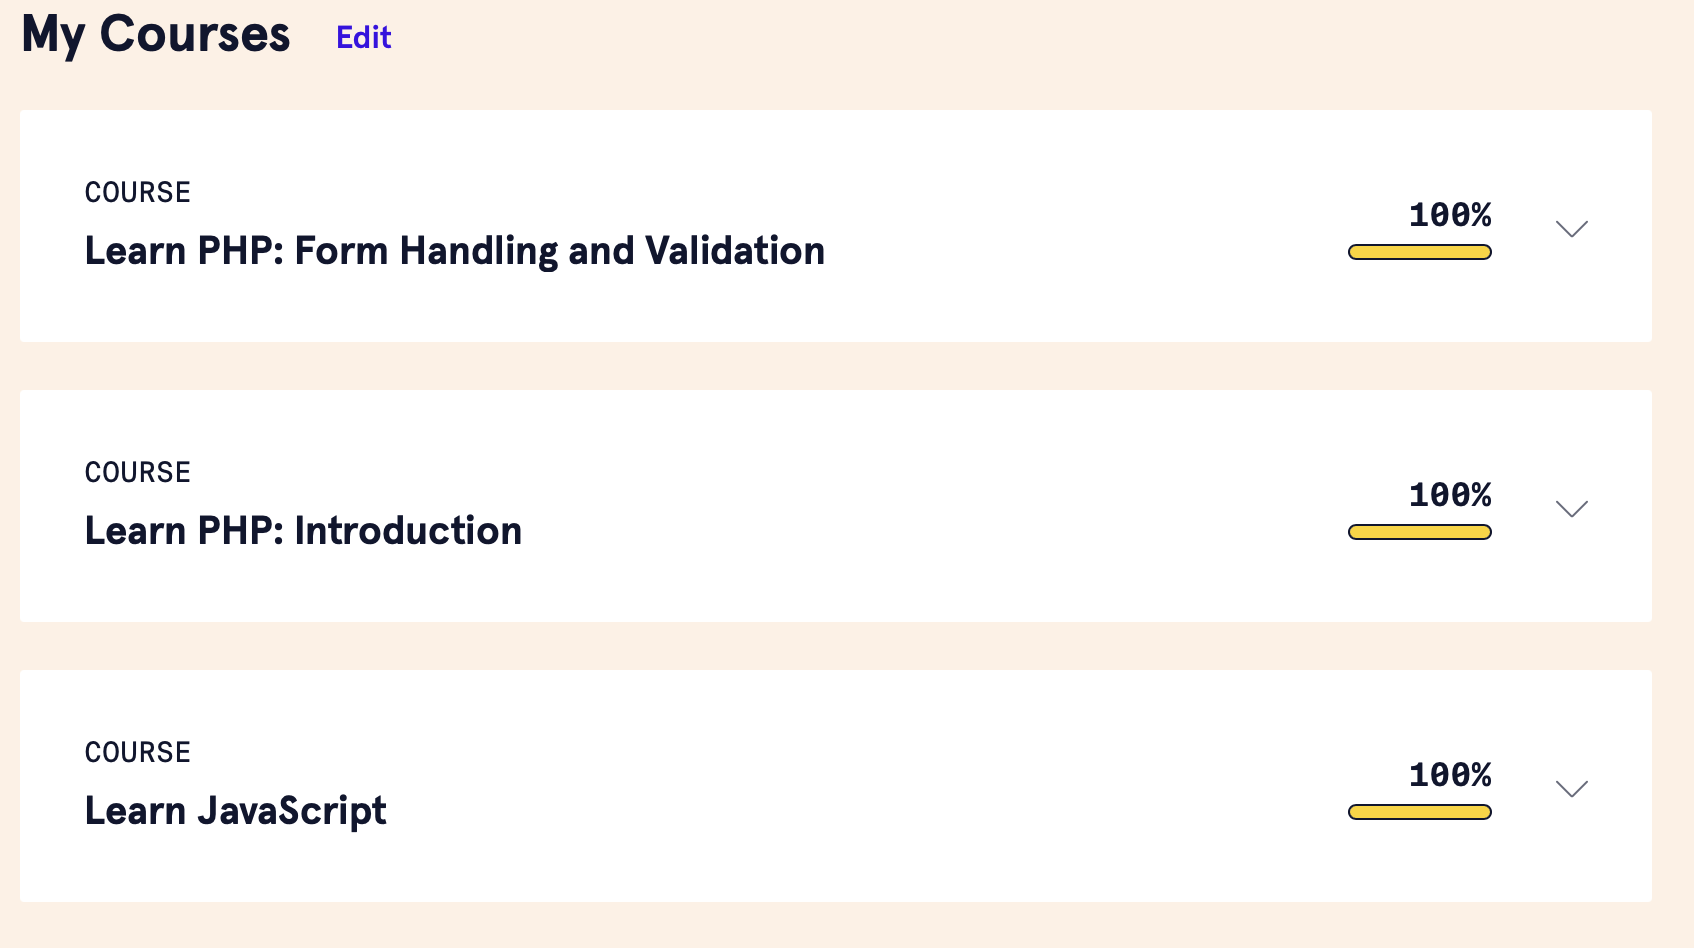 My Courses Edit
COURSE
Learn PHP: Form Handling and Validation
100%
COURSE
Learn PHP: Introduction
100%
COURSE
Learn JavaScript
100%